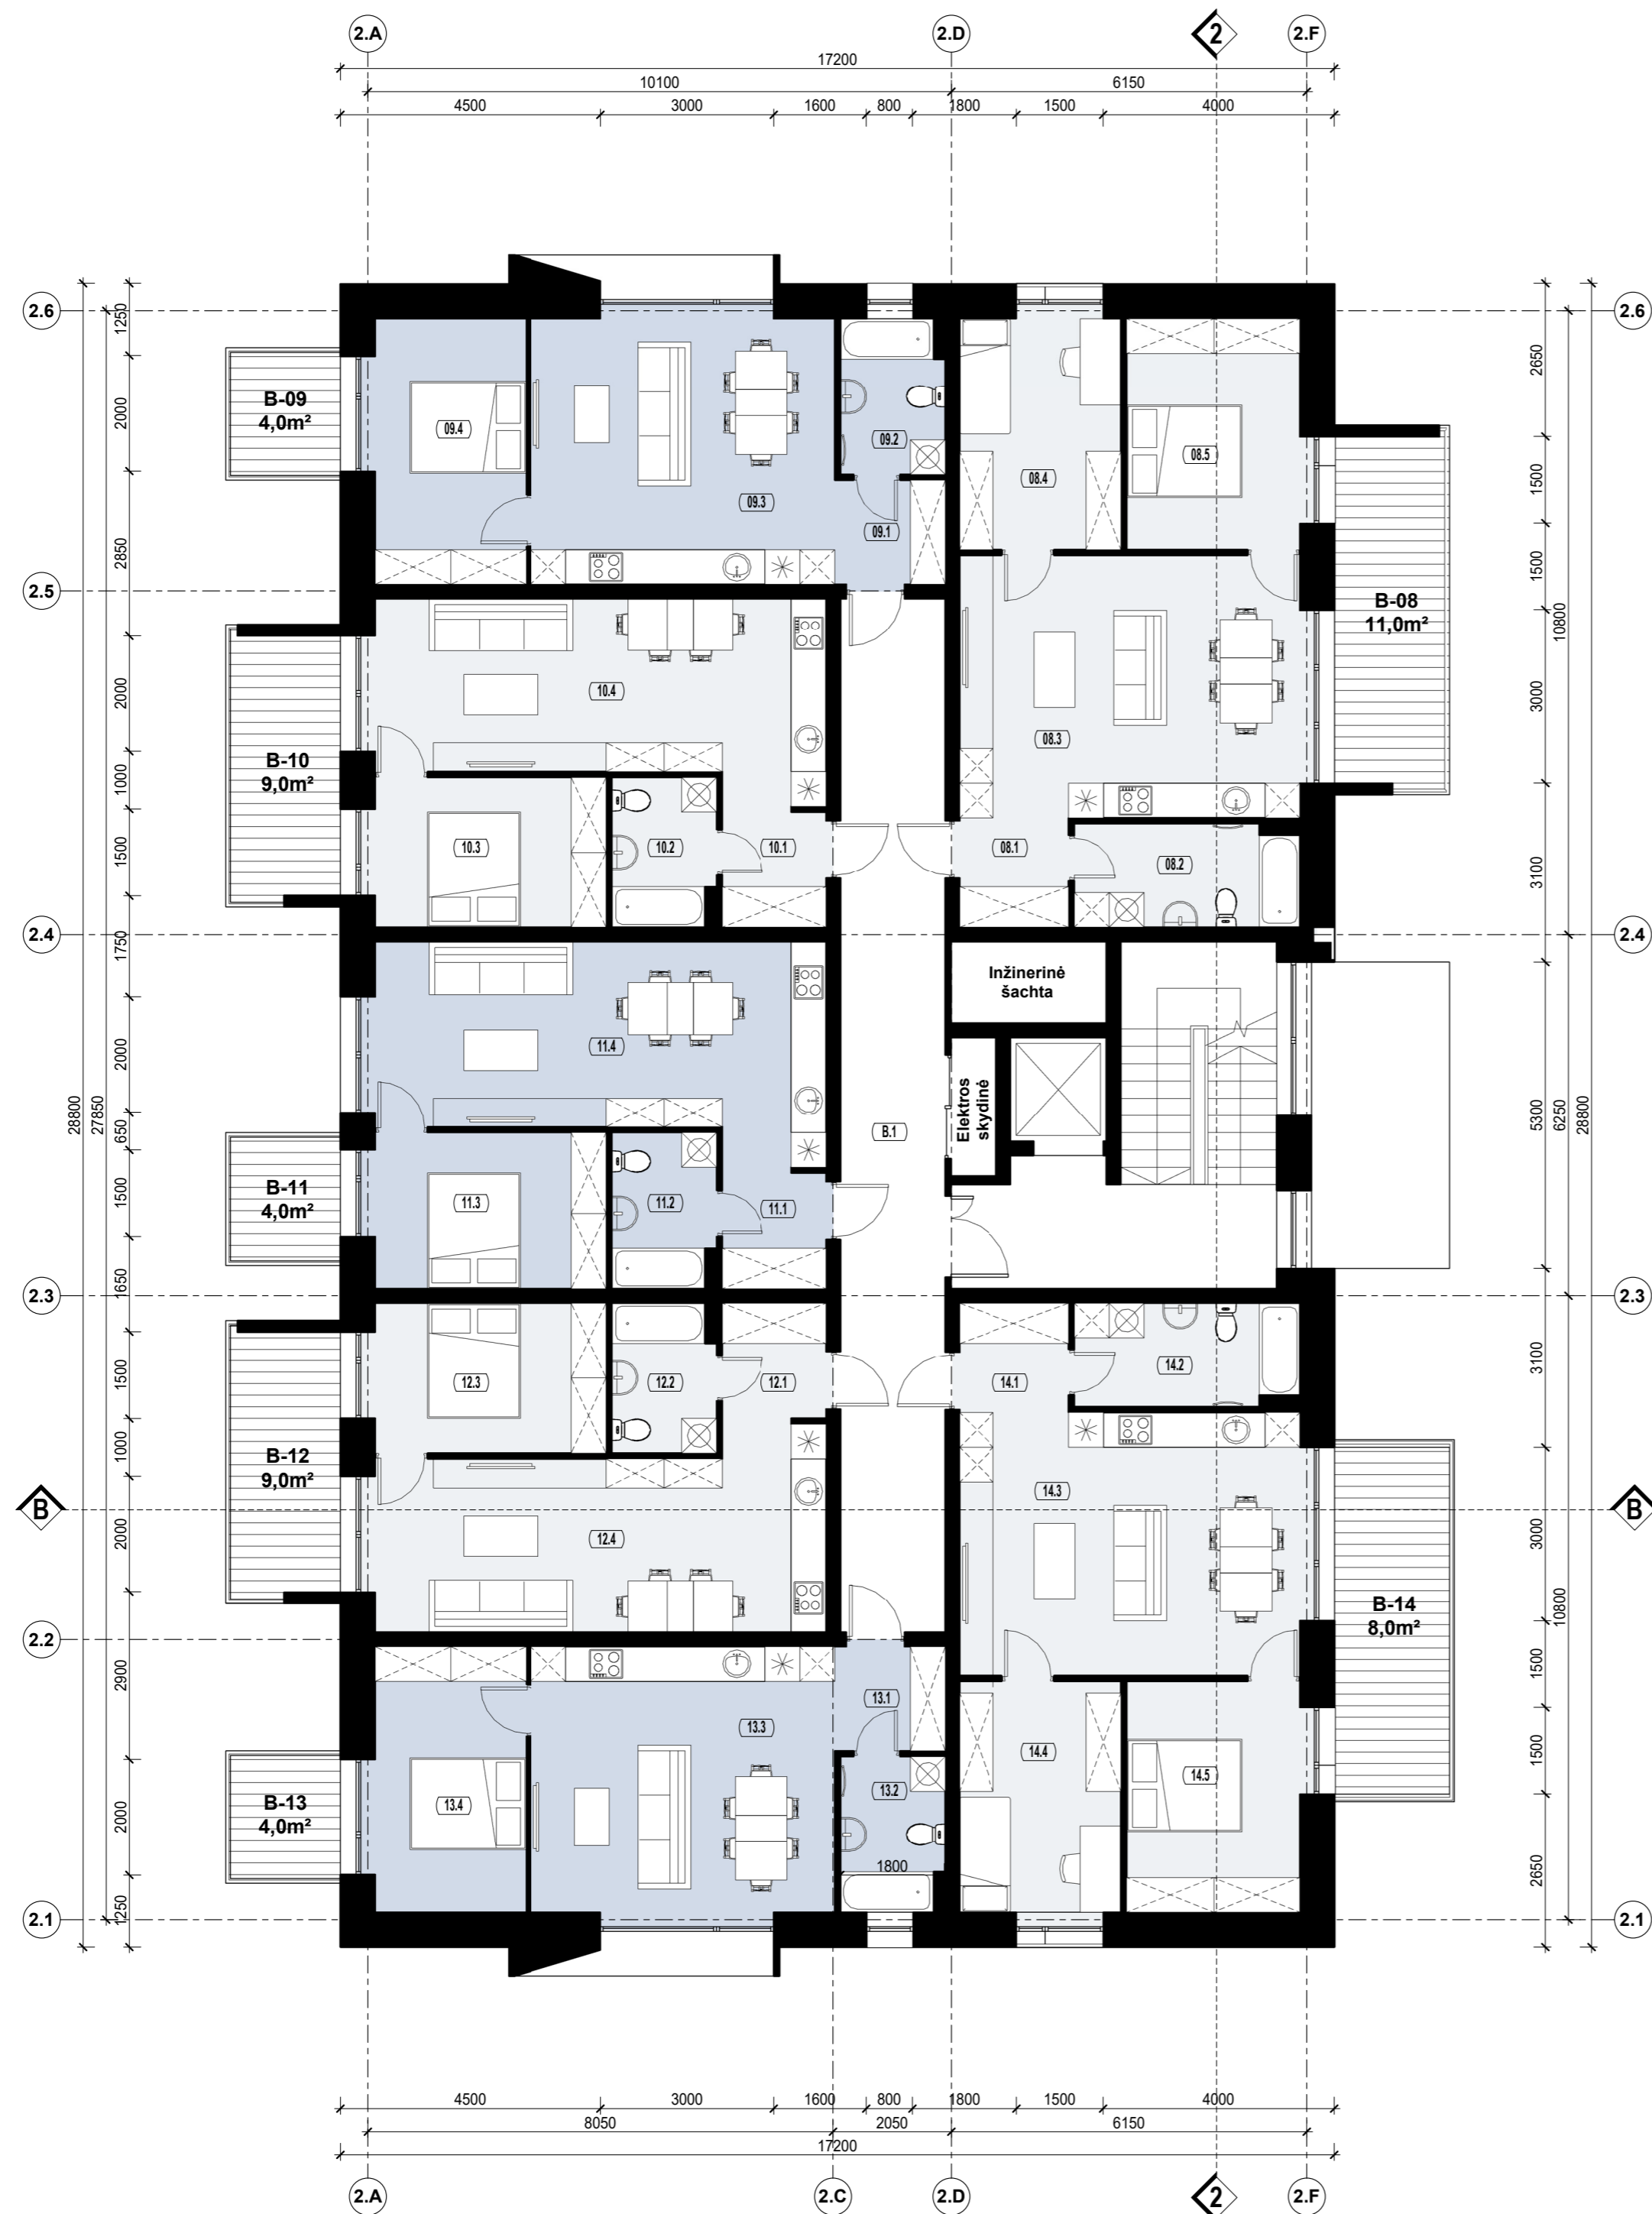 2.A 2.D 2 2.F
17200
10100 6150
4500 3000 1600 800 1800 1500 4000
2.6 2.6
1250
2650
B-09
4,0m²
2000
09.4
09.2
08.5
08.4
1500
09.3
09.1
2850
1500
2.5
B-08
11,0m²
10800
10.4
2000
3000
08.3
B-10
9,0m²
1000
1500
10.3
10.2
10.1
08.1
08.2
3100
2.4 2.4
1750
Inžinerinė
šachta
2000
11.4
28800
27850
Elektros
skydinė
650
B.1
5300
6250
28800
B-11
4,0m²
1500
11.3
11.2
11.1
1650
2.3 2.3
1500
12.3
12.2
12.1
14.1
14.2
3100
B-12
9,0m²
1000
14.3
B B
2000
12.4
3000
B-14
8,0m²
10800
2.2
2900
1500
13.1
13.3
14.4
1500
13.4
13.2
14.5
B-13
4,0m²
2000
1800
2650
1250
2.1 2.1
4500 3000 1600 800 1800 1500 4000
8050 2050 6150
17200
2.A 2.C 2.D 2 2.F